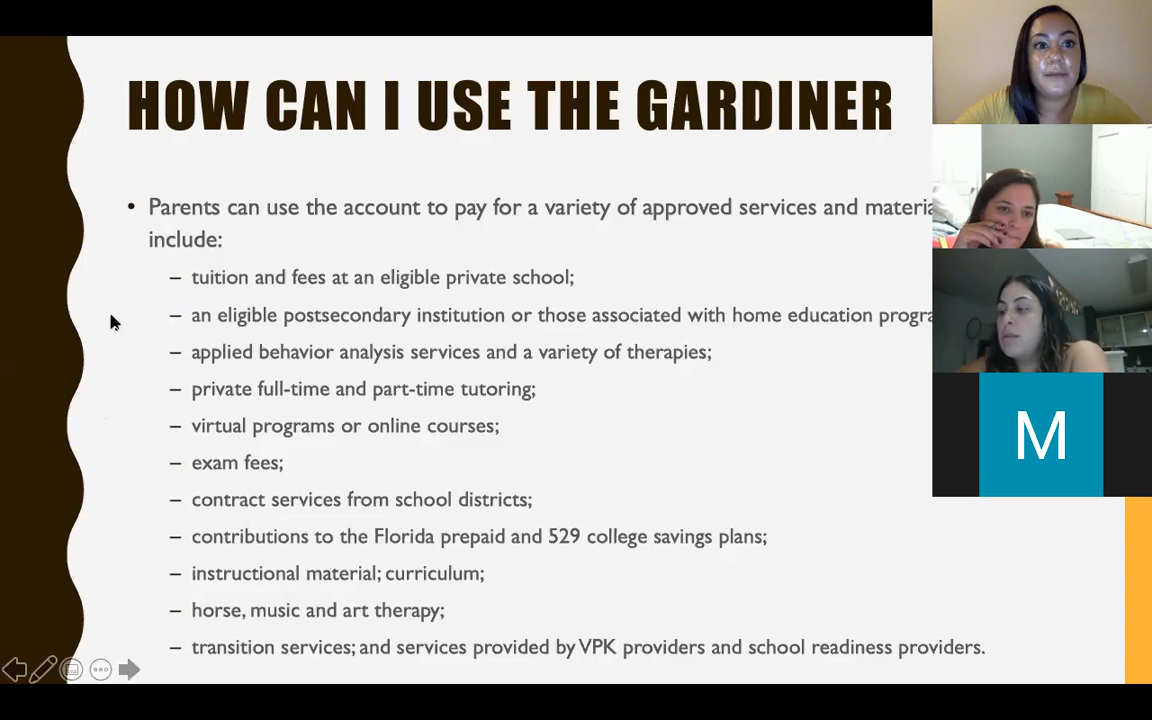 HOW CAN I USE THE GARDINER
• Parents can use the account to pay for a variety of approved services and
include:
– tuition and fees at an eligible private school;
– an eligible postsecondary institution or those associated with home education
– applied behavior analysis services and a variety of therapies;
– private full-time and part-time tutoring;
– virtual programs or online courses;
– exam fees;
– contract services from school districts;
– contributions to the Florida prepaid and 529 college savings plans;
– instructional material; curriculum;
– horse, music and art therapy;
– transition services; and services provided by VPK providers and school readiness providers.
M